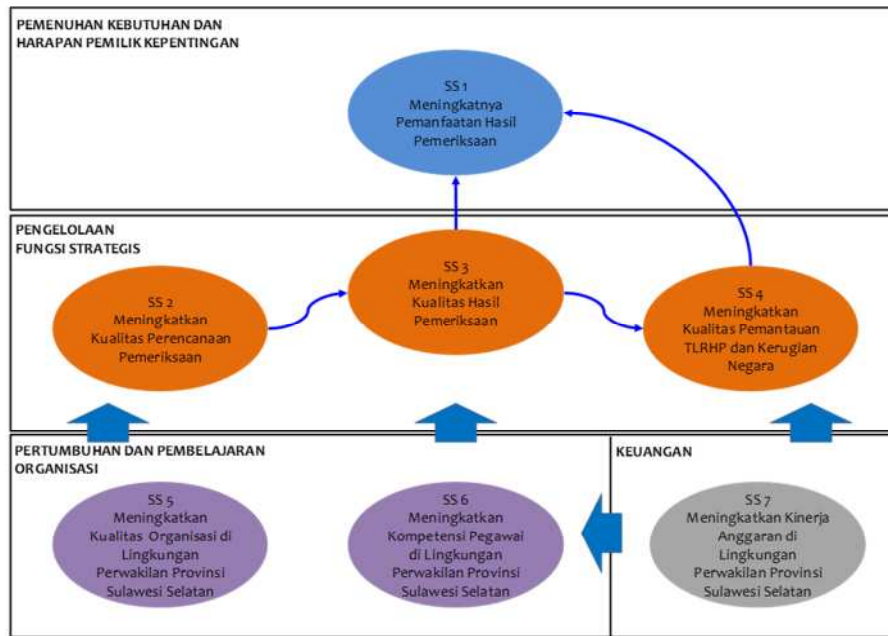 PEMENUHAN KEBUTUHAN DAN
HARAPAN PEMILIK KEPENTINGAN
SS 1
Meningkatnya
Pemanfaatan Hasil
Pemeriksaan
PENGELOLAAN
FUNGSI STRATEGIS
SS 2
Meningkatkan
Kualitas Perencanaan
Pemeriksaan
SS 3
Meningkatkan
Kualitas Hasil
Pemeriksaan
SS 4
Meningkatkan
Kualitas Pemantauan
TLRHP dan Kerugian
Negara
PERTUMBUHAN DAN PEMBELAJARAN
ORGANISASI
SS 5
Meningkatkan
Kualitas Organisasi di
Lingkungan
Perwakilan Provinsi
Sulawesi Selatan
SS 6
Meningkatkan
Kompetensi Pegawai
di Lingkungan
Perwakilan Provinsi
Sulawesi Selatan
KEUANGAN
SS 7
Meningkatkan Kinerja
Anggaran di
Lingkungan
Perwakilan Provinsi
Sulawesi Selatan